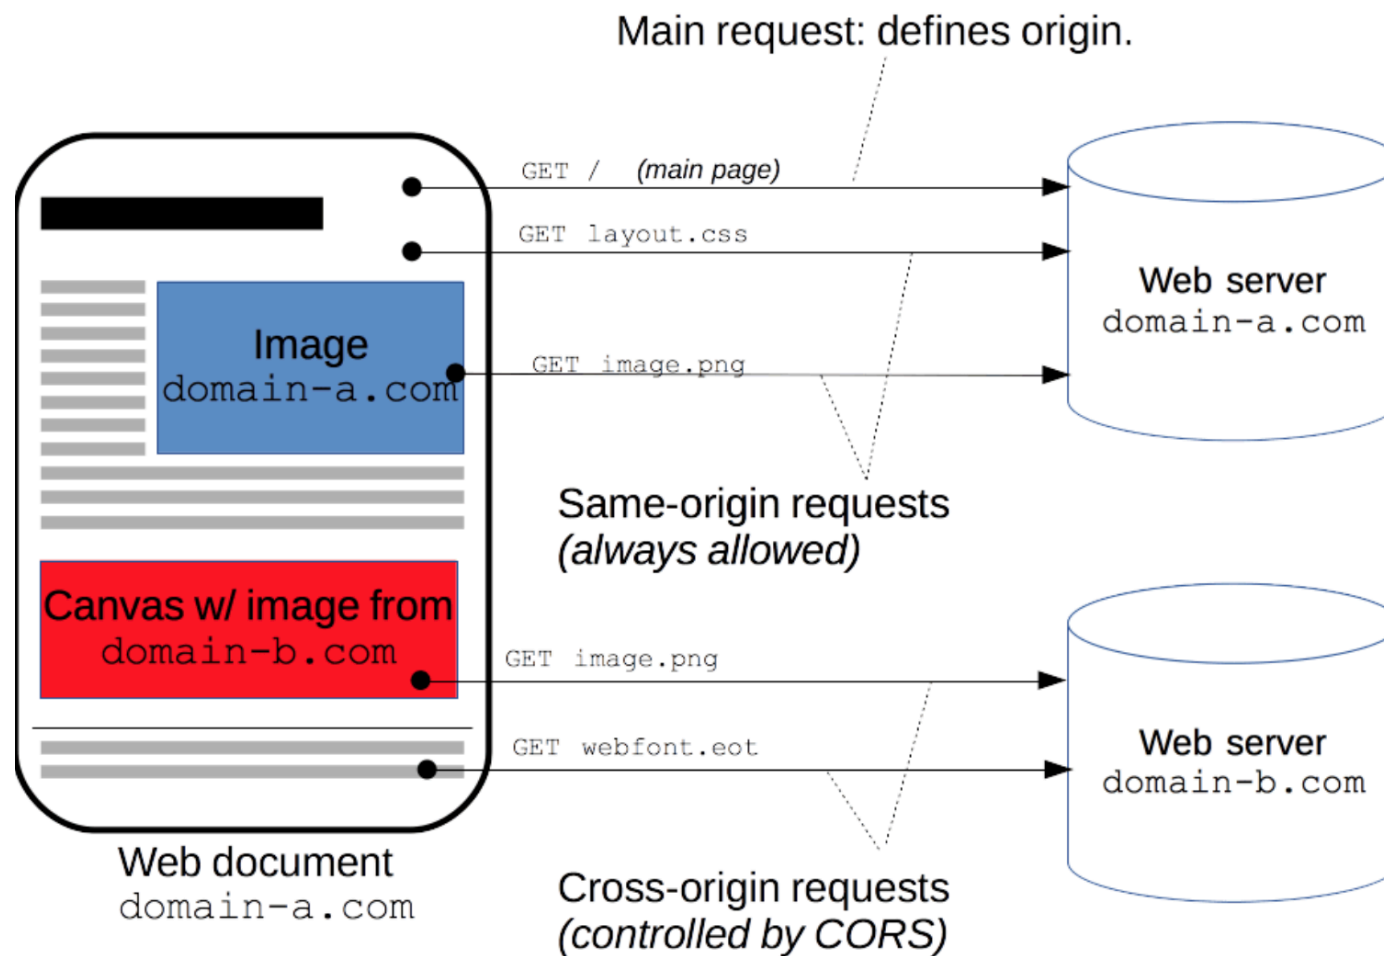 Main request: defines origin.
GET / (main page)
GET layout.css
Image
domain-a.com
GET image.png
Web server
domain-a.com
Same-origin requests
(always allowed)
Canvas w/ image from
domain-b.com
GET image.png
GET webfont.eot
Web server
domain-b.com
Web document
domain-a.com
Cross-origin requests
(controlled by CORS)